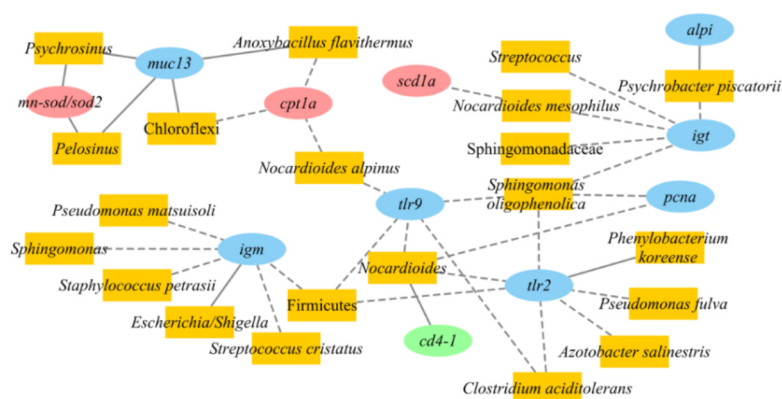 Psychrosinus
muc13
Anoxybacillus flavithermus
mn-sod/sod2
cpt1a
Chloroflexi
Pelosinus
Nocardioides alpinus
scd1a
Streptococcus
alpi
Psychrobacter piscatorii
Nocardioides mesophilus
igt
Sphingomonadaceae
Sphingomonas
oligophenolica
pcna
tlr9
Pseudomonas matsuisoli
Sphingomonas
igm
Staphylococcus petrasii
Escherichia/Shigella
Streptococcus cristatus
Firmicutes
Nocardioides
tlr2
Phenylobacterium
koreense
Pseudomonas fulva
Azotobacter salinestris
cd4-1
Clostridium aciditolerans